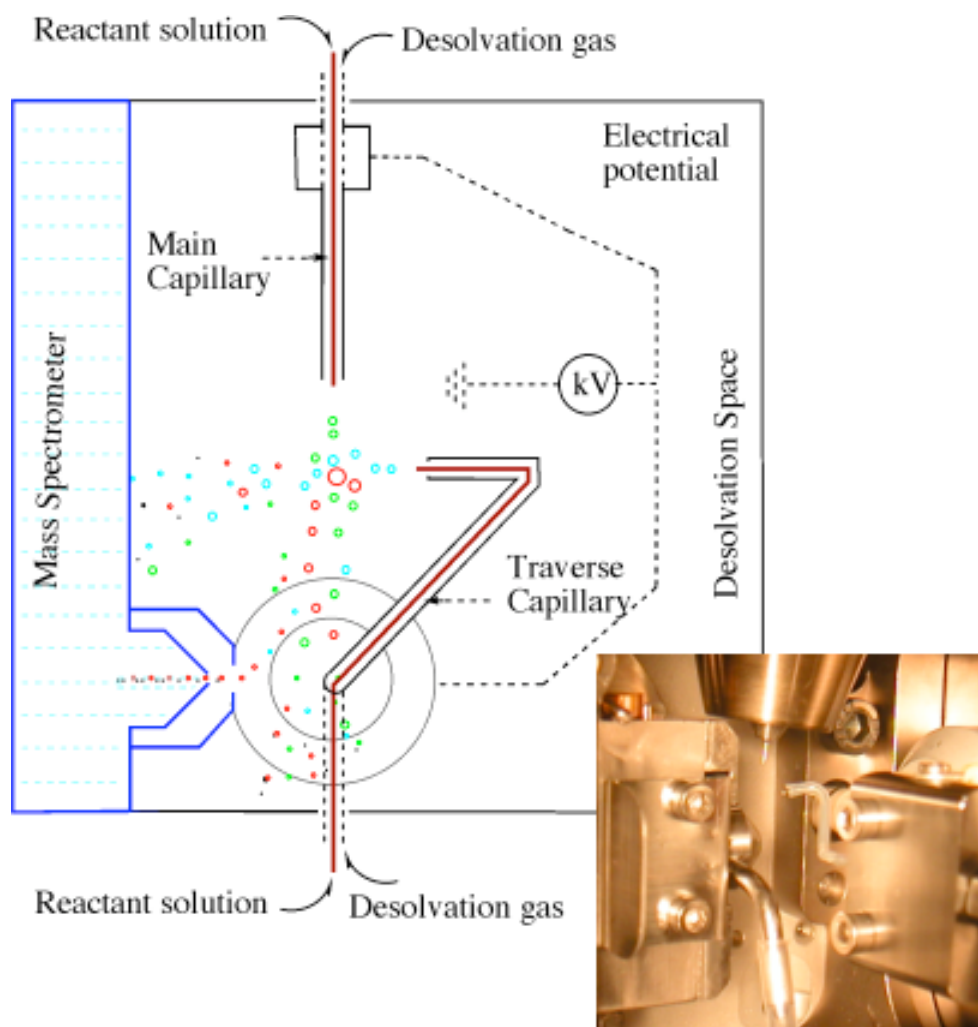 Reactant solution
Desolvation gas
Electrical
potential
Main
Capillary
Mass Spectrometer
kV
Desolvation Space
Traverse
Capillary
Reactant solution
Desolvation gas